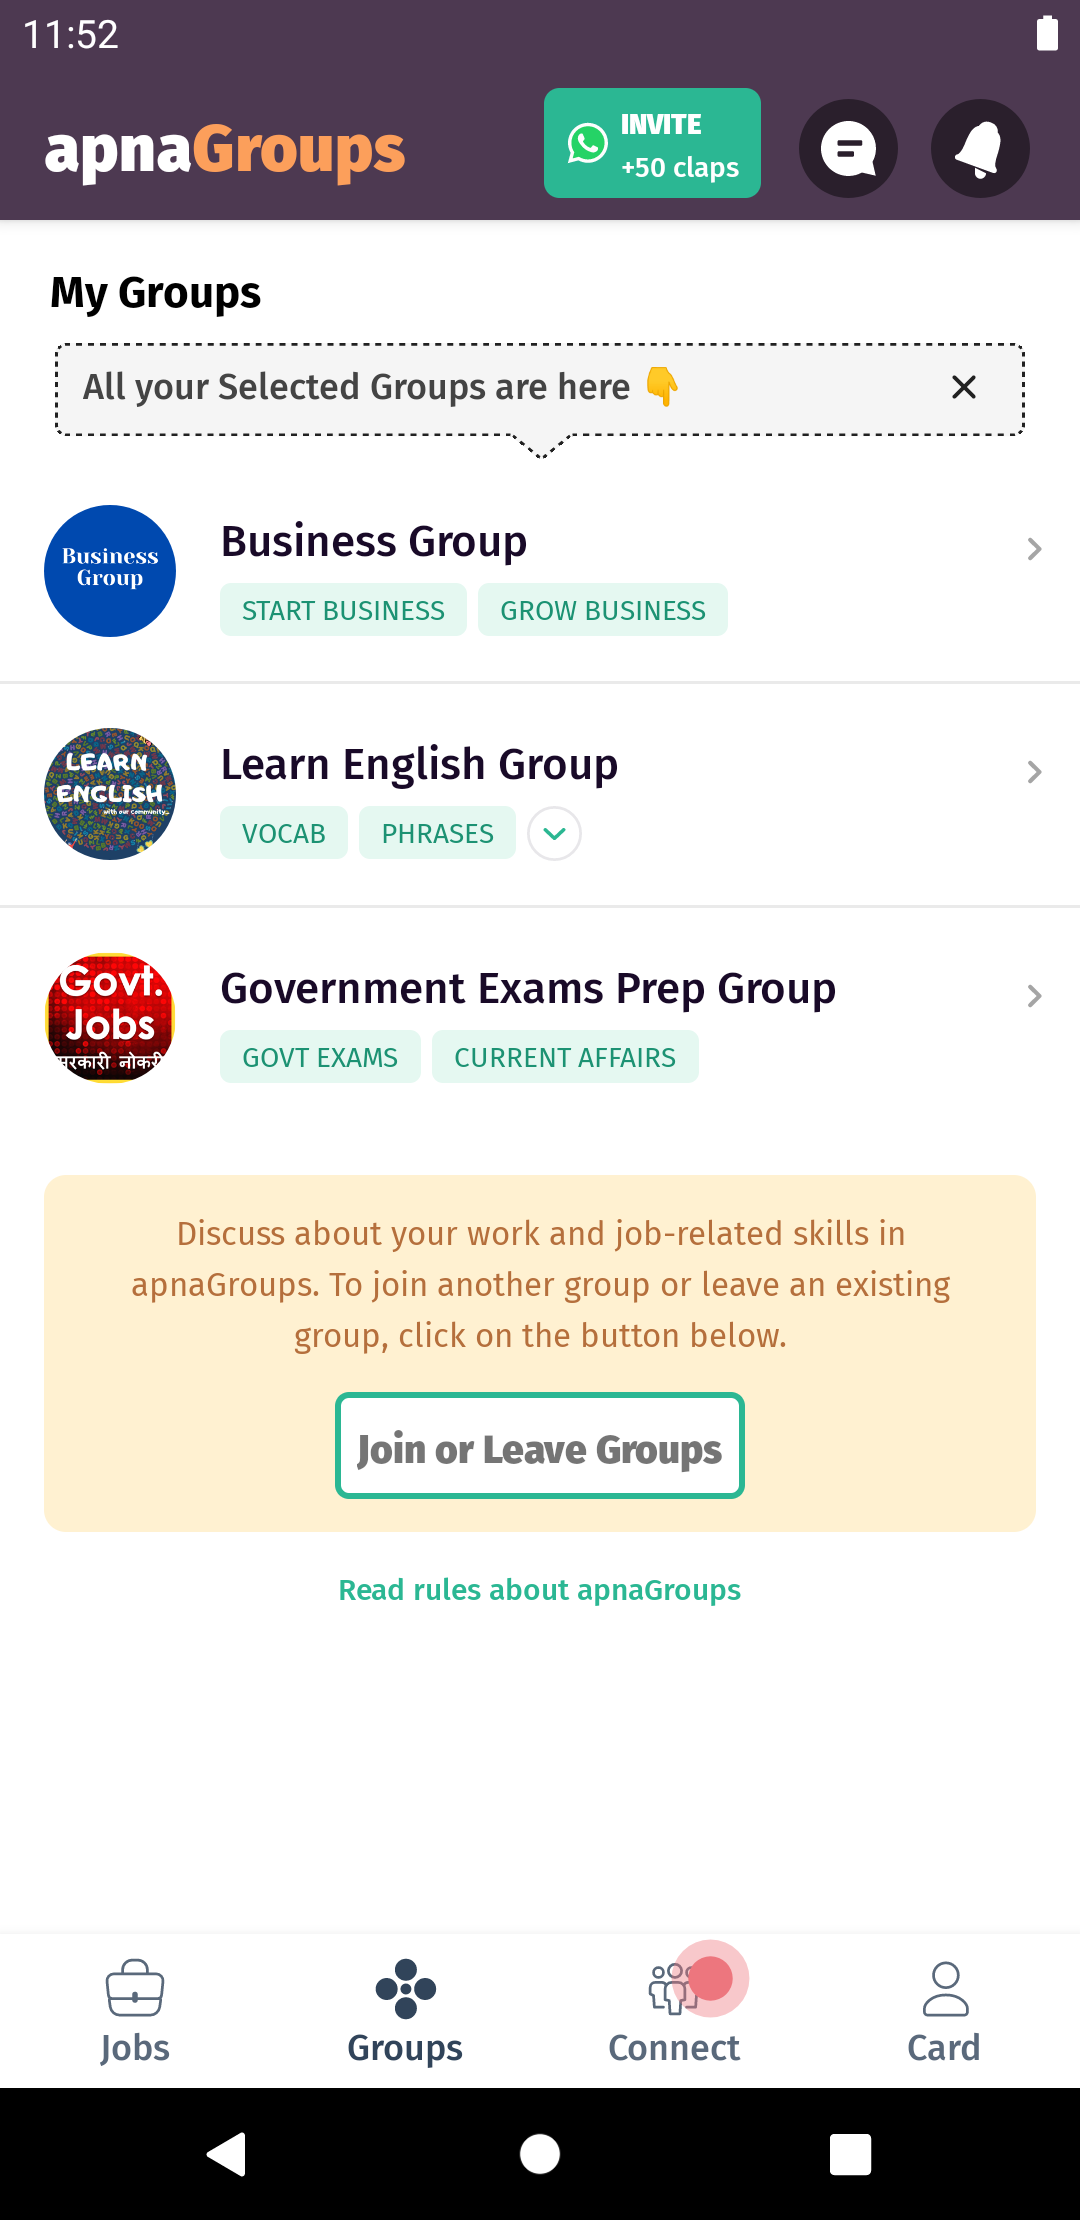 11:52
apnaGroups
INVITE
+50 claps
My Groups
All your Selected Groups are here 👇
Business Group
Business
Group
START BUSINESS
GROW BUSINESS
Learn English Group
LEARN
ENGLISH
with our community
VOCAB
PHRASES
Government Exams Prep Group
Govt.
Jobs
सरकारी नोकरी
GOVT EXAMS
CURRENT AFFAIRS
Discuss about your work and job-related skills in
apnaGroups. To join another group or leave an existing
group, click on the button below.
Join or Leave Groups
Read rules about apnaGroups
Jobs
Groups
Connect
Card